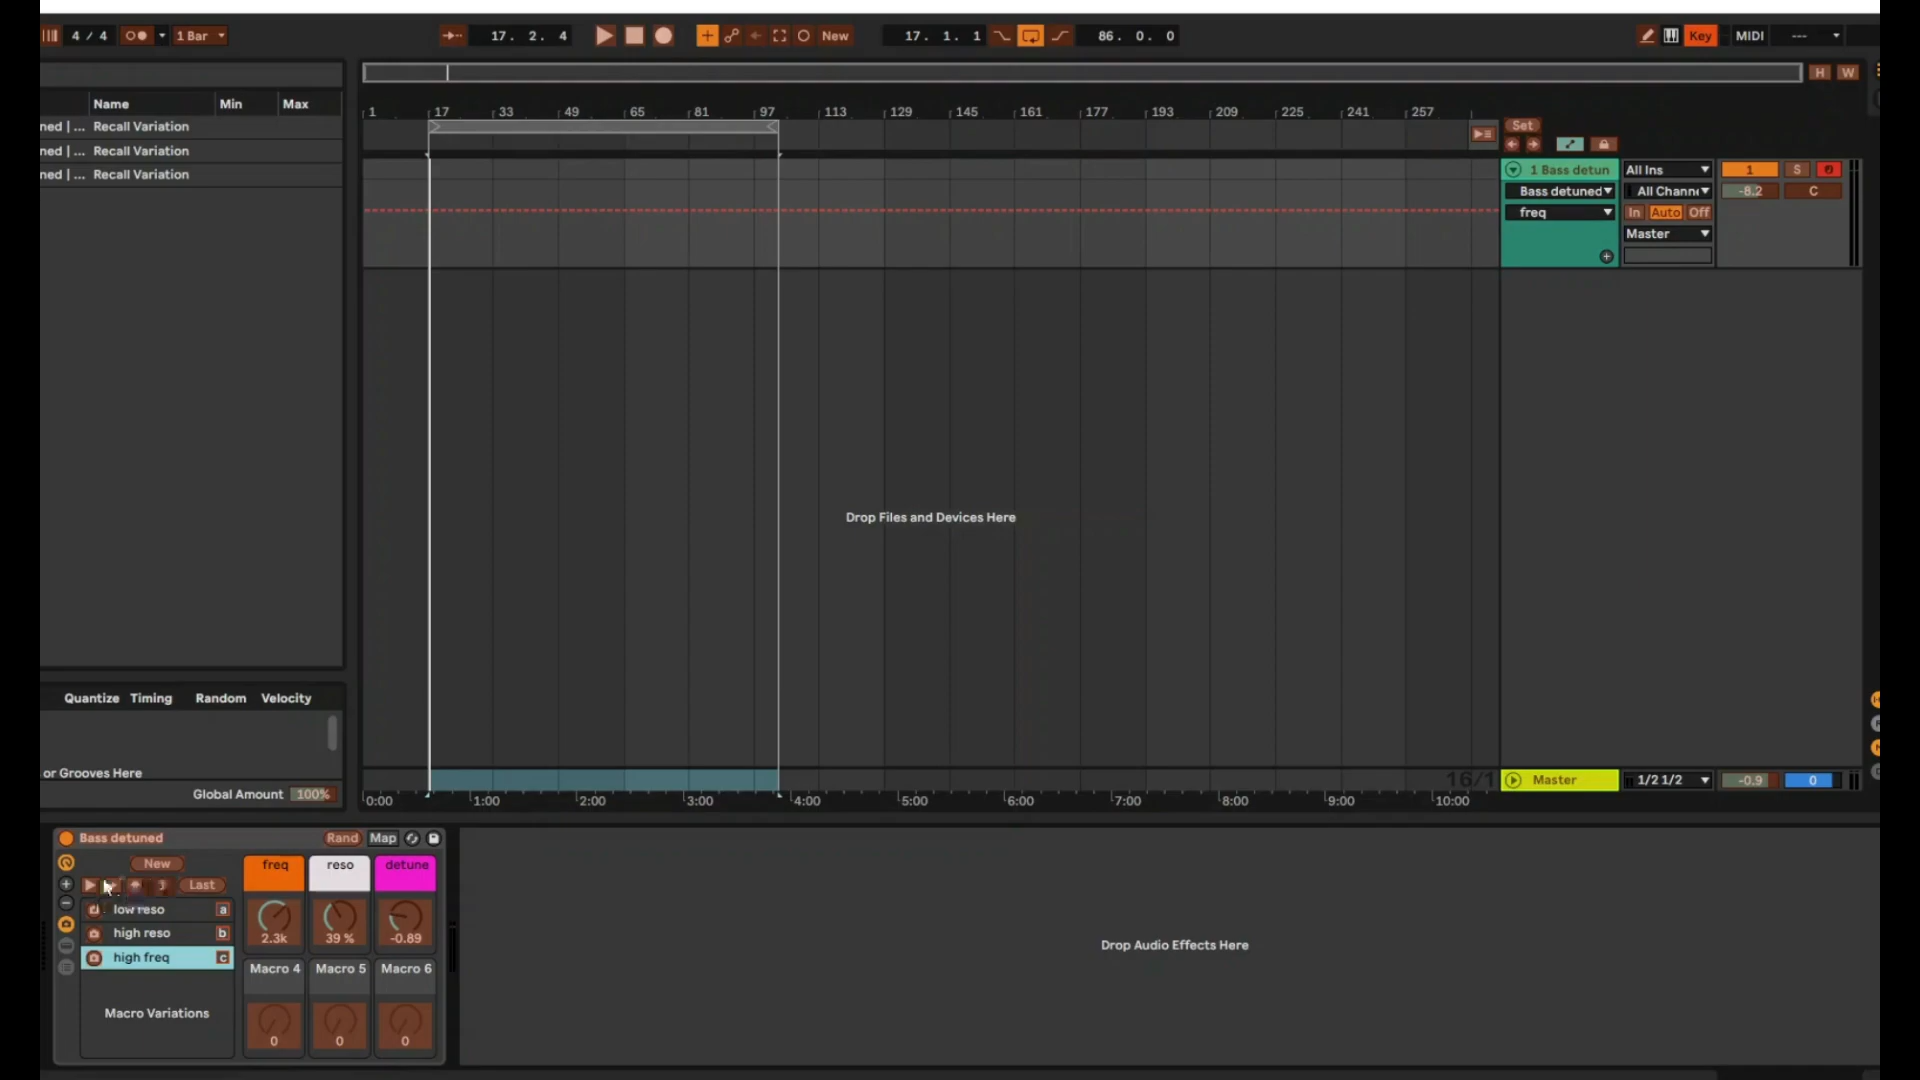 4 / 4 1 Bar 17. 2. 4 New 17. 1. 1 86. 0. 0 Key MIDI ---
H W
Name Min Max
ned | ... Recall Variation
ned | ... Recall Variation
ned | ... Recall Variation
1 17 33 49 65 81 97 113 129 145 161 177 193 209 225 241 257
Set
1 Bass detun All Ins 1 S
Bass detuned All Channe -8.2 C
freq In Auto Off
Master
Drop Files and Devices Here
Quantize Timing Random Velocity
or Grooves Here
Global Amount 100%
16/1
Master 1/2 1/2 -0.9 0
0:00 1:00 2:00 3:00 4:00 5:00 6:00 7:00 8:00 9:00 10:00
Bass detuned Rand Map
New
Last
low reso a
high reso b
high freq c
Macro Variations
freq reso detune
2.3k 39 % -0.89
Macro 4 Macro 5 Macro 6
0 0 0
Drop Audio Effects Here